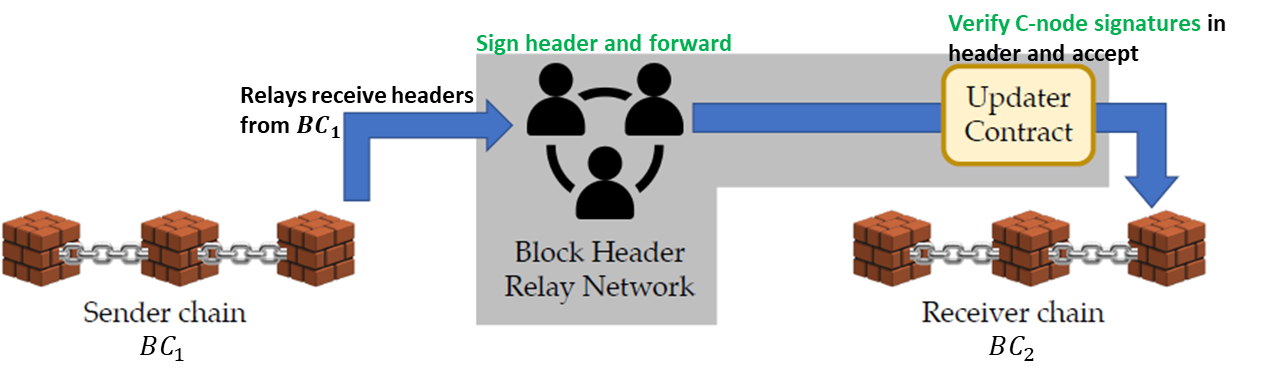 Sign header and forward
Verify C-node signatures in
header and accept
Relays receive headers
from BC₁
Updater
Contract
Block Header
Relay Network
Sender chain
BC₁
Receiver chain
BC₂